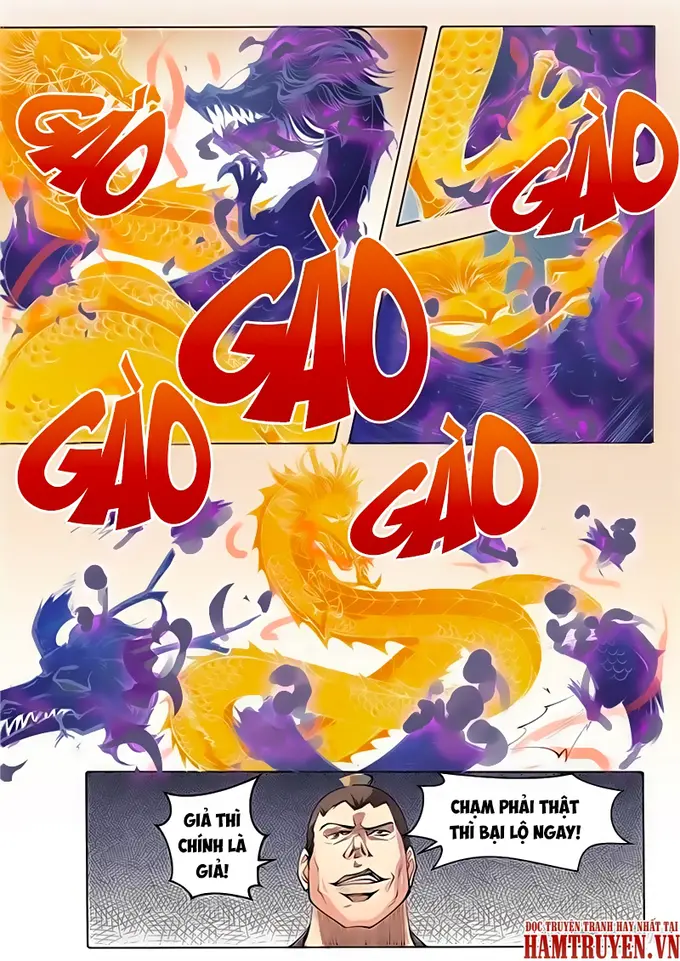 GÁO
GÀO
GÀO
GÀO
GÀO
GIẢ THÌ
CHÍNH LÀ
GIẢ!
CHẠM PHẢI THẬT
THÌ BẠI LỘ NGAY!
ĐỌC TRUYỆN TRANH HAY NHẤT TẠI
HAMTRUYEN.VN